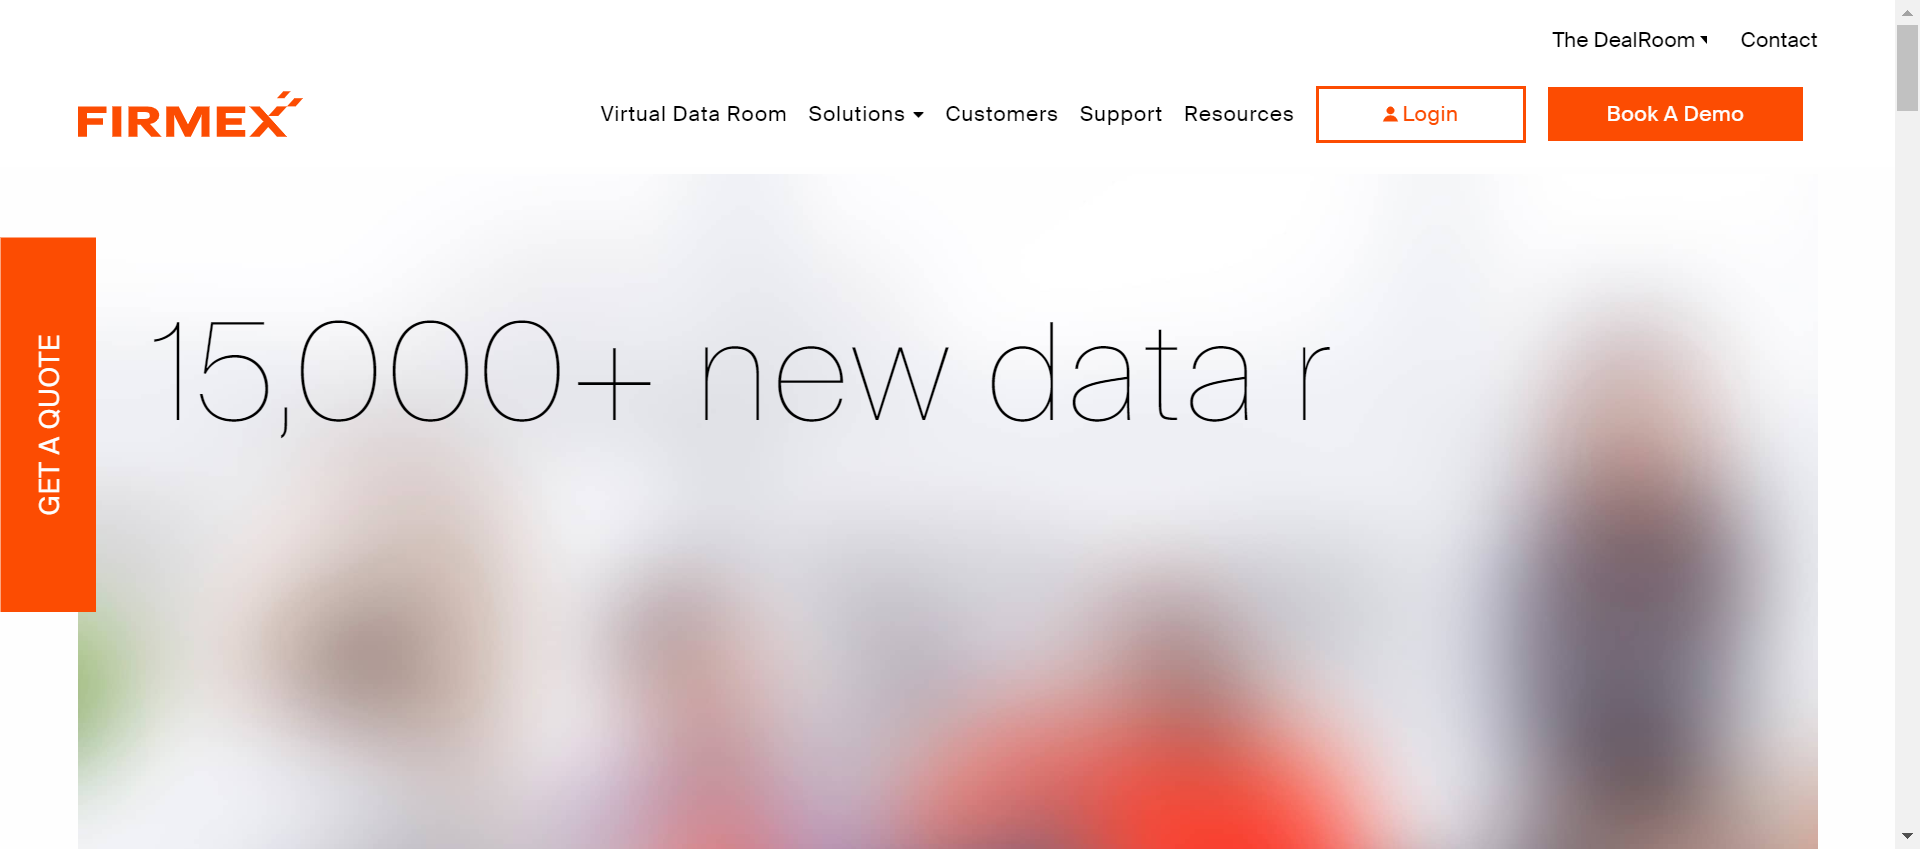 The DealRoom
Contact
FIRMEX
Virtual Data Room
Solutions
Customers
Support
Resources
Login
Book A Demo
GET A QUOTE
15,000+ new data r